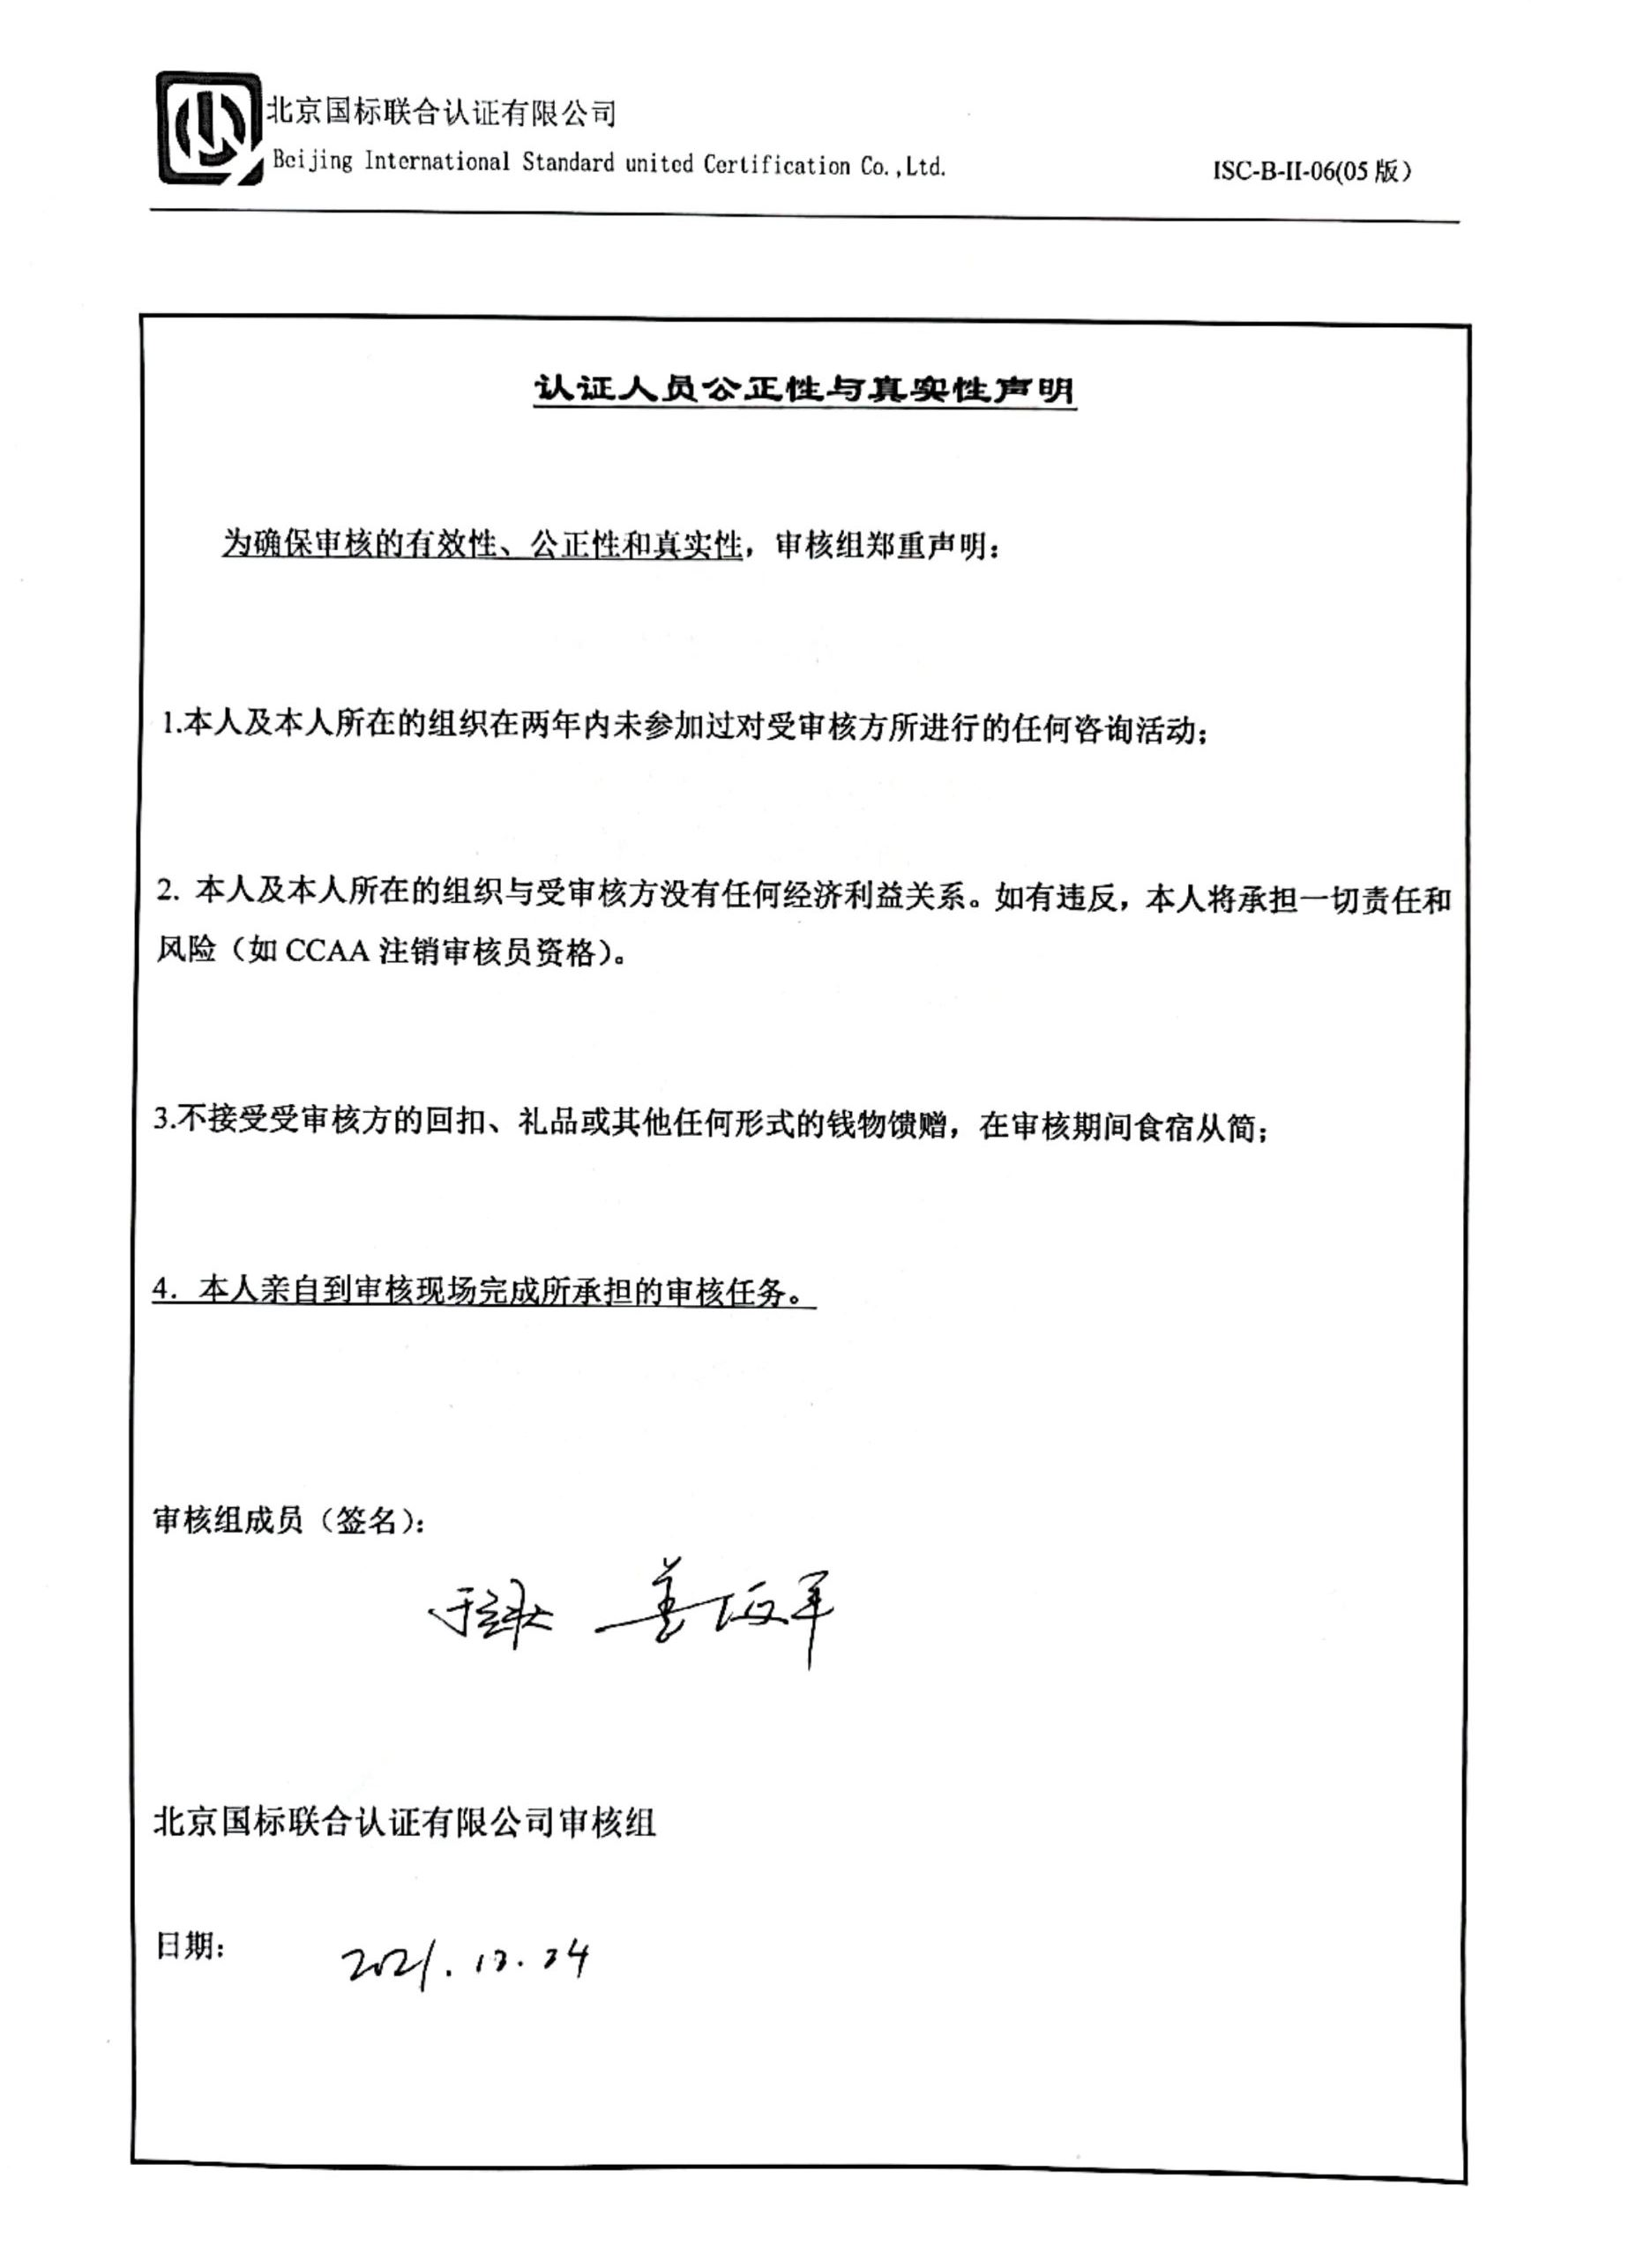 北京国标联合认证有限公司
Beijing International Standard united Certification Co.,Ltd.
ISC-B-II-06(05版）
认证人员公正性与真实性声明
为确保审核的有效性、公正性和真实性，审核组郑重声明：
1.本人及本人所在的组织在两年内未参加过对受审核方所进行的任何咨询活动；
2. 本人及本人所在的组织与受审核方没有任何经济利益关系。如有违反，本人将承担一切责任和
风险（如 CCAA 注销审核员资格）。
3.不接受受审核方的回扣、礼品或其他任何形式的钱物馈赠，在审核期间食宿从简；
4. 本人亲自到审核现场完成所承担的审核任务。
审核组成员（签名）：
北京国标联合认证有限公司审核组
日期：